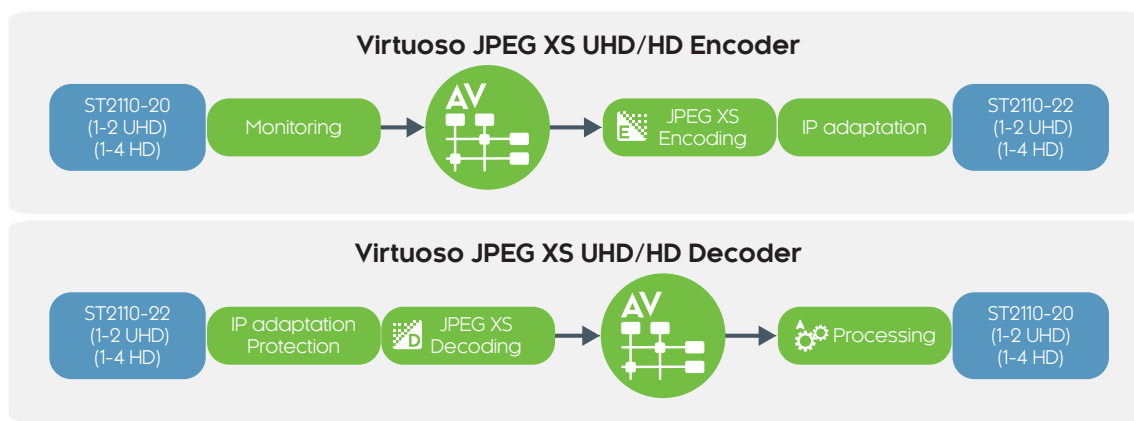 Virtuoso JPEG XS UHD/HD Encoder
ST2110-20
(1-2 UHD)
(1-4 HD)
Monitoring
AV
E
JPEG XS
Encoding
IP adaptation
ST2110-22
(1-2 UHD)
(1-4 HD)
Virtuoso JPEG XS UHD/HD Decoder
ST2110-22
(1-2 UHD)
(1-4 HD)
IP adaptation
Protection
D
JPEG XS
Decoding
AV
A
Processing
ST2110-20
(1-2 UHD)
(1-4 HD)